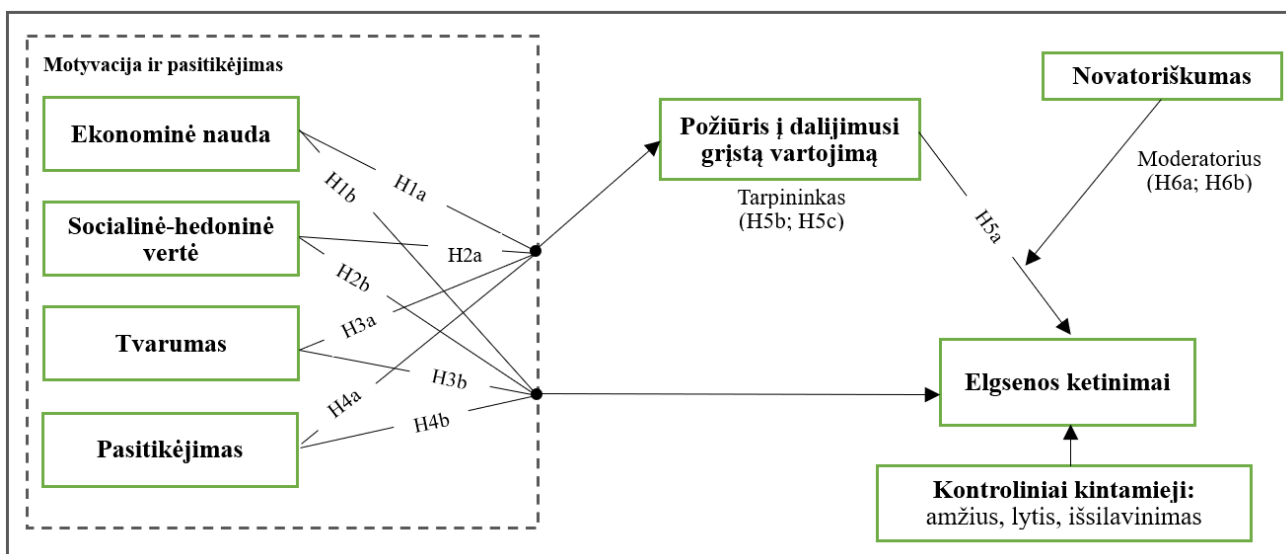 Motyvacija ir pasitikėjimas
Ekonominė nauda
Socialinė-hedoninė
vertė
Tvarumas
Pasitikėjimas
H1a
H1b
H2a
H2b
H3a
H3b
H4a
H4b
Požiūris į dalijimusi
grįstą vartojimą
Tarpininkas
(H5b; H5c)
H5a
Novatoriškumas
Moderatorius
(H6a; H6b)
Elgsenos ketinimai
Kontroliniai kintamieji:
amžius, lytis, išsilavinimas